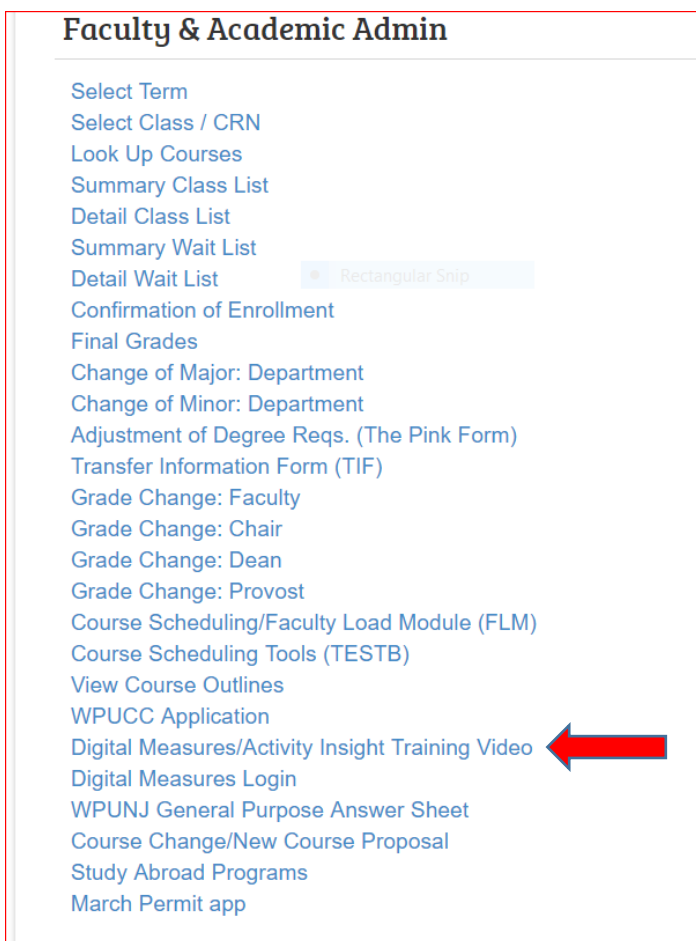 Faculty & Academic Admin
Select Term
Select Class / CRN
Look Up Courses
Summary Class List
Detail Class List
Summary Wait List
Detail Wait List
Rectangular Snip
Confirmation of Enrollment
Final Grades
Change of Major: Department
Change of Minor: Department
Adjustment of Degree Reqs. (The Pink Form)
Transfer Information Form (TIF)
Grade Change: Faculty
Grade Change: Chair
Grade Change: Dean
Grade Change: Provost
Course Scheduling/Faculty Load Module (FLM)
Course Scheduling Tools (TESTB)
View Course Outlines
WPUCC Application
Digital Measures/Activity Insight Training Video
Digital Measures Login
WPUNJ General Purpose Answer Sheet
Course Change/New Course Proposal
Study Abroad Programs
March Permit app